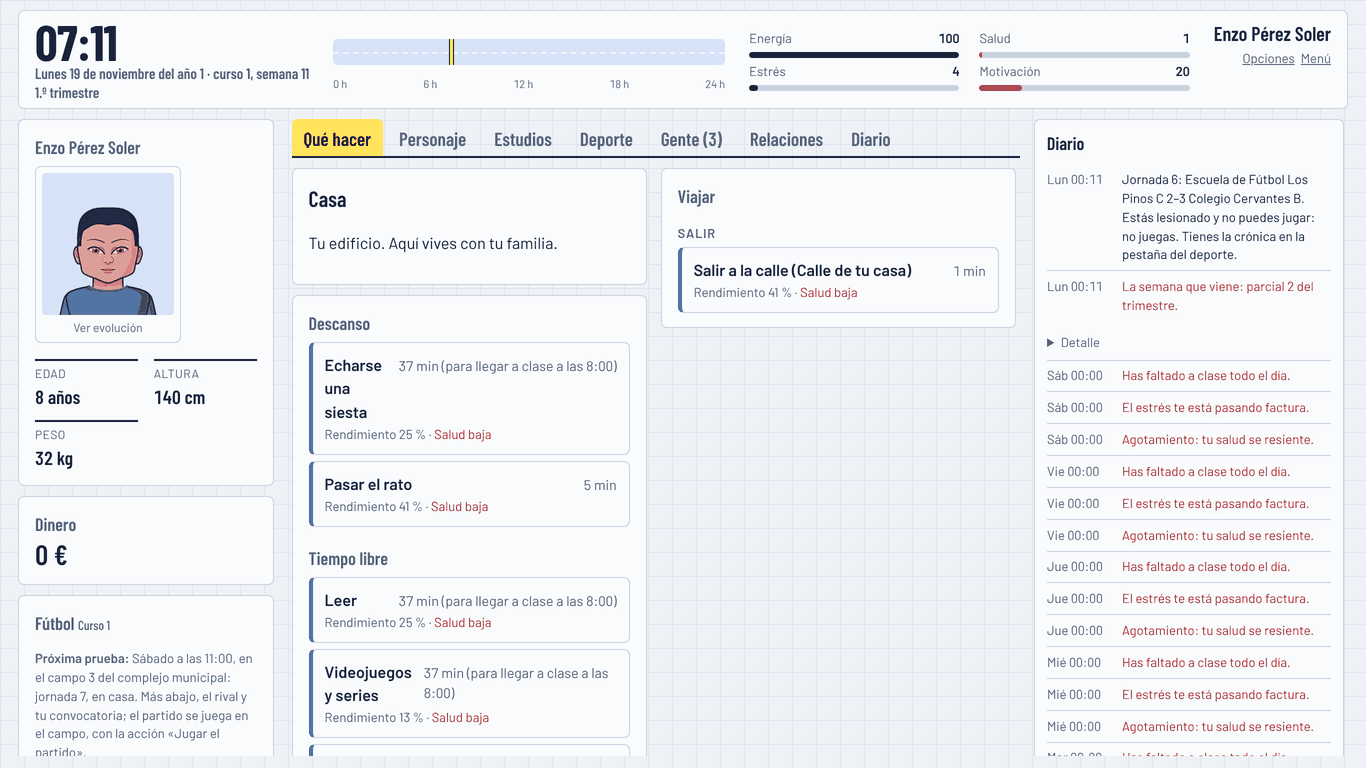 07:11
Lunes 19 de noviembre del año 1 · curso 1, semana 11
1.º trimestre
0 h 6 h 12 h 18 h 24 h
Energía 100
Estrés 4
Salud 1
Motivación 20
Enzo Pérez Soler
Opciones Menú
Enzo Pérez Soler
Ver evolución
EDAD
8 años
ALTURA
140 cm
PESO
32 kg
Dinero
0 €
Fútbol Curso 1
Próxima prueba: Sábado a las 11:00, en
el campo 3 del complejo municipal:
jornada 7, en casa. Más abajo, el rival y
tu convocatoria; el partido se juega en
el campo, con la acción «Jugar el
partido».
Qué hacer Personaje Estudios Deporte Gente (3) Relaciones Diario
Casa
Tu edificio. Aquí vives con tu familia.
Descanso
Echarse una siesta
37 min (para llegar a clase a las 8:00)
Rendimiento 25 % · Salud baja
Pasar el rato 5 min
Rendimiento 41 % · Salud baja
Tiempo libre
Leer 37 min (para llegar a clase a las 8:00)
Rendimiento 25 % · Salud baja
Videojuegos y series
37 min (para llegar a clase a las 8:00)
Rendimiento 13 % · Salud baja
Viajar
SALIR
Salir a la calle (Calle de tu casa) 1 min
Rendimiento 41 % · Salud baja
Diario
Lun 00:11 Jornada 6: Escuela de Fútbol Los
Pinos C 2–3 Colegio Cervantes B.
Estás lesionado y no puedes jugar:
no juegas. Tienes la crónica en la
pestaña del deporte.
Lun 00:11 La semana que viene: parcial 2 del
trimestre.
Detalle
Sáb 00:00 Has faltado a clase todo el día.
Sáb 00:00 El estrés te está pasando factura.
Sáb 00:00 Agotamiento: tu salud se resiente.
Vie 00:00 Has faltado a clase todo el día.
Vie 00:00 El estrés te está pasando factura.
Vie 00:00 Agotamiento: tu salud se resiente.
Jue 00:00 Has faltado a clase todo el día.
Jue 00:00 El estrés te está pasando factura.
Jue 00:00 Agotamiento: tu salud se resiente.
Mié 00:00 Has faltado a clase todo el día.
Mié 00:00 El estrés te está pasando factura.
Mié 00:00 Agotamiento: tu salud se resiente.
Mar 00:00 Has faltado a clase todo el día.